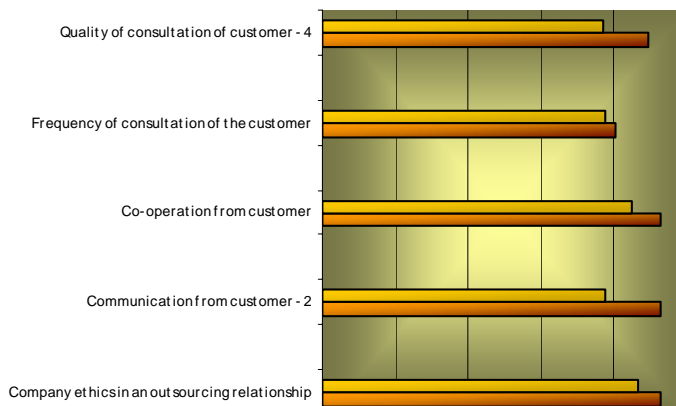 Quality of consultation of customer - 4
Frequency of consultation of the customer
Co-operation from customer
Communication from customer - 2
Company ethics in an outsourcing relationship